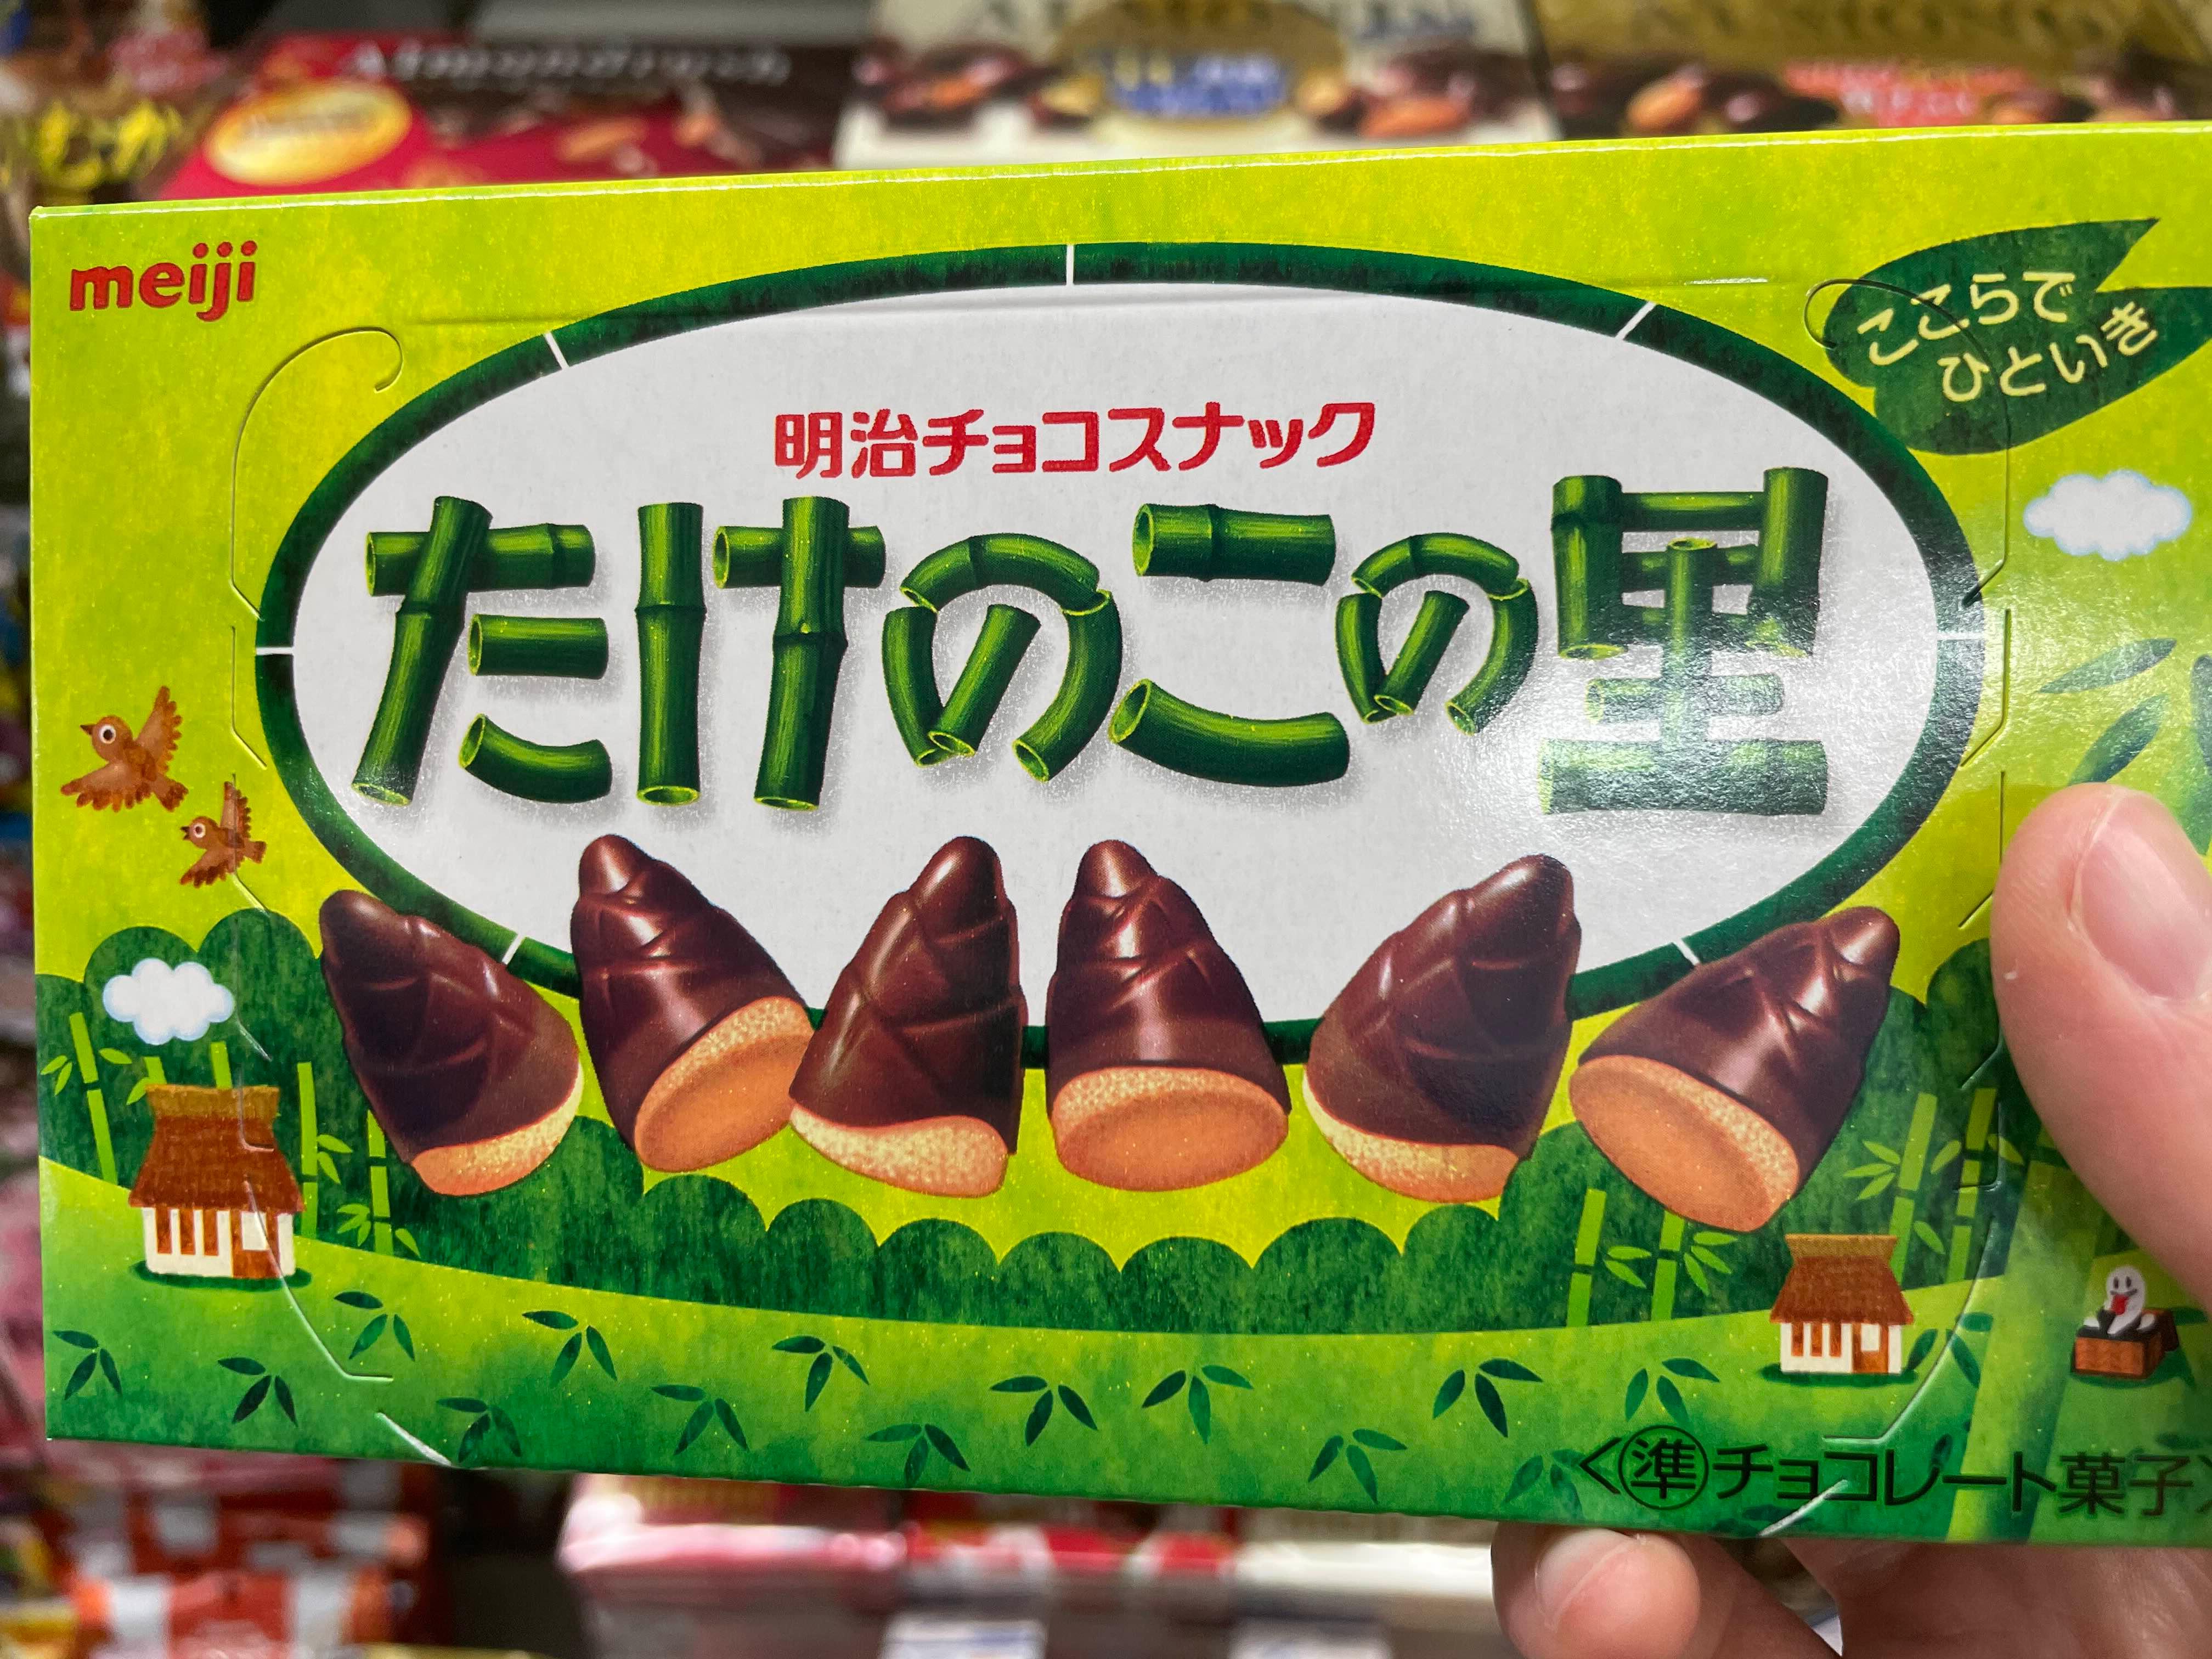 Almond
meiji
ここらで
ひといき
明治チョコスナック
たけのこの里
<準チョコレート菓子>